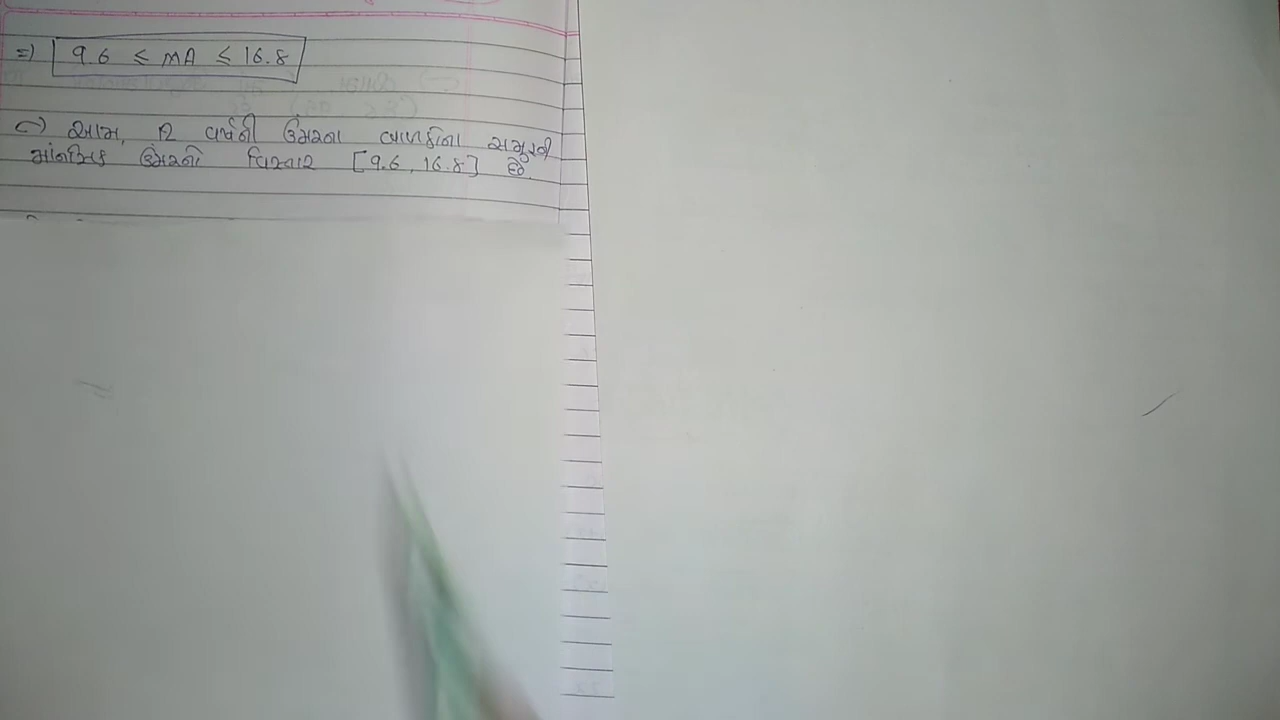 =) 9.6 ≤ MA ≤ 16.8
આમ, 12 વર્ષની ઉંમરના બાળકોના સમુહની
માનસિક ઉંમરનો વિસ્તાર [9.6, 16.8] છે.